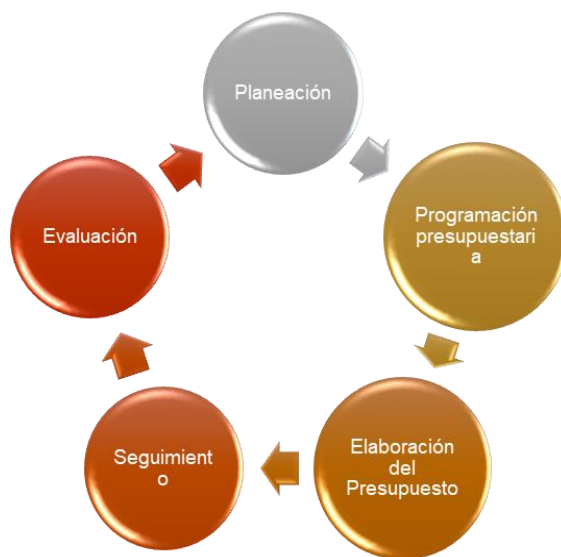 Planeación
Programación
presupuestari
a
Elaboración
del
Presupuesto
Seguimient
o
Evaluación